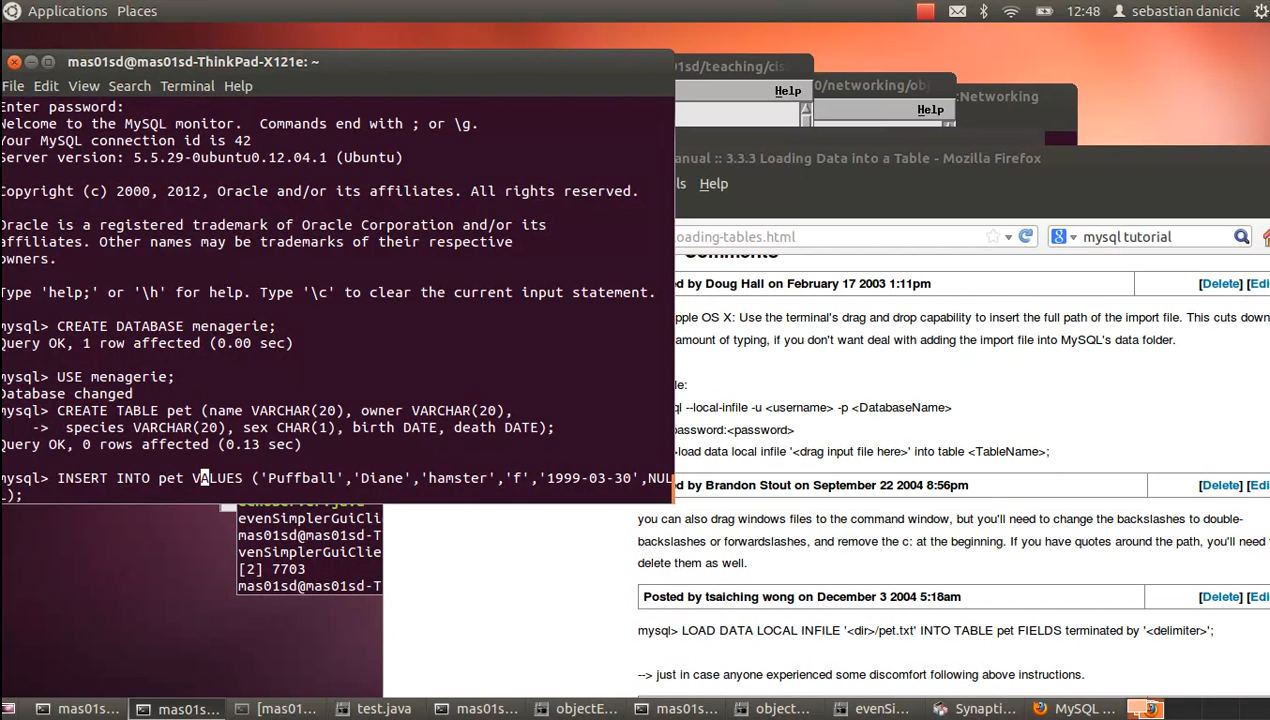 Applications Places
12:48
sebastian danicic
mas01sd@mas01sd-ThinkPad-X121e: ~
File Edit View Search Terminal Help
Enter password:
Welcome to the MySQL monitor.  Commands end with ; or \g.
Your MySQL connection id is 42
Server version: 5.5.29-0ubuntu0.12.04.1 (Ubuntu)
Copyright (c) 2000, 2012, Oracle and/or its affiliates. All rights reserved.
Oracle is a registered trademark of Oracle Corporation and/or its
affiliates. Other names may be trademarks of their respective
owners.
Type 'help;' or '\h' for help. Type '\c' to clear the current input statement.
mysql> CREATE DATABASE menagerie;
Query OK, 1 row affected (0.00 sec)
mysql> USE menagerie;
Database changed
mysql> CREATE TABLE pet (name VARCHAR(20), owner VARCHAR(20),
-> species VARCHAR(20), sex CHAR(1), birth DATE, death DATE);
Query OK, 0 rows affected (0.13 sec)
mysql> INSERT INTO pet VALUES ('Puffball','Diane','hamster','f','1999-03-30',NUL
L);
evenSimplerGuiCli
mas01sd@mas01sd-T
venSimplerGuiClie
[2] 7703
mas01sd@mas01sd-T
01sd/teaching/cis
Help
0/networking/obj
Help
:Networking
anual :: 3.3.3 Loading Data into a Table - Mozilla Firefox
ls Help
loading-tables.html
mysql tutorial
Comments
ed by Doug Hall on February 17 2003 1:11pm
[Delete] [Edi
pple OS X: Use the terminal's drag and drop capability to insert the full path of the import file. This cuts down
amount of typing, if you don't want deal with adding the import file into MySQL's data folder.
le:
ql --local-infile -u <username> -p <DatabaseName>
password:<password>
load data local infile '<drag input file here>' into table <TableName>;
ed by Brandon Stout on September 22 2004 8:56pm
[Delete] [Edi
you can also drag windows files to the command window, but you'll need to change the backslashes to double-
backslashes or forwardslashes, and remove the c: at the beginning. If you have quotes around the path, you'll need
delete them as well.
Posted by tsaiching wong on December 3 2004 5:18am
[Delete] [Edi
mysql> LOAD DATA LOCAL INFILE '<dir>/pet.txt' INTO TABLE pet FIELDS terminated by '<delimiter>';
--> just in case anyone experienced some discomfort following above instructions.
mas01s...
mas01s...
[mas01...
test.java
mas01s...
objectE...
mas01s...
object...
evenSi...
Synapti...
MySQL ...